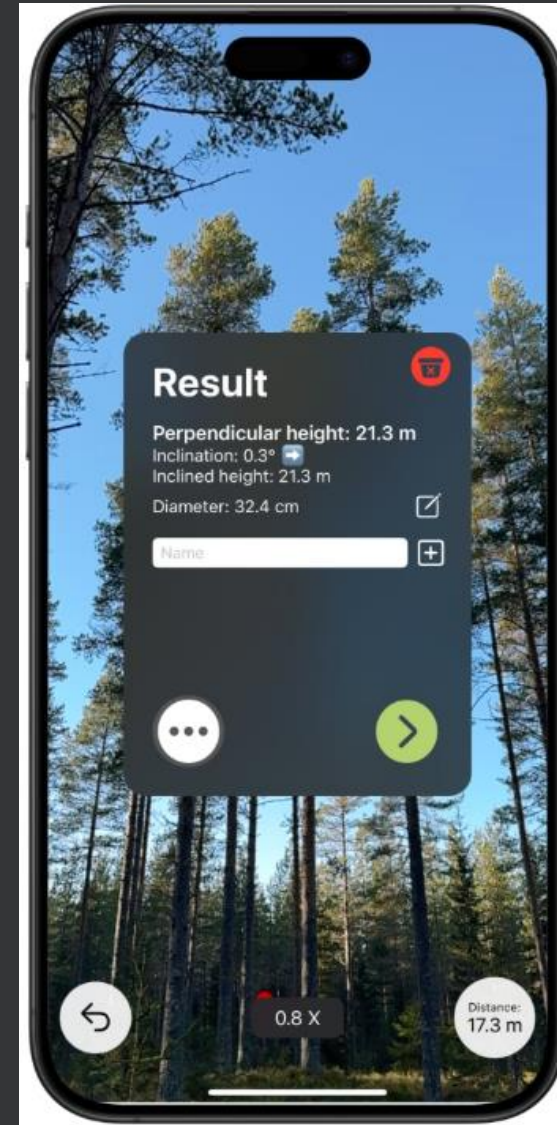 Result
Perpendicular height: 21.3 m
Inclination: 0.3° ➡️
Inclined height: 21.3 m
Diameter: 32.4 cm
Name
0.8 X
Distance:
17.3 m